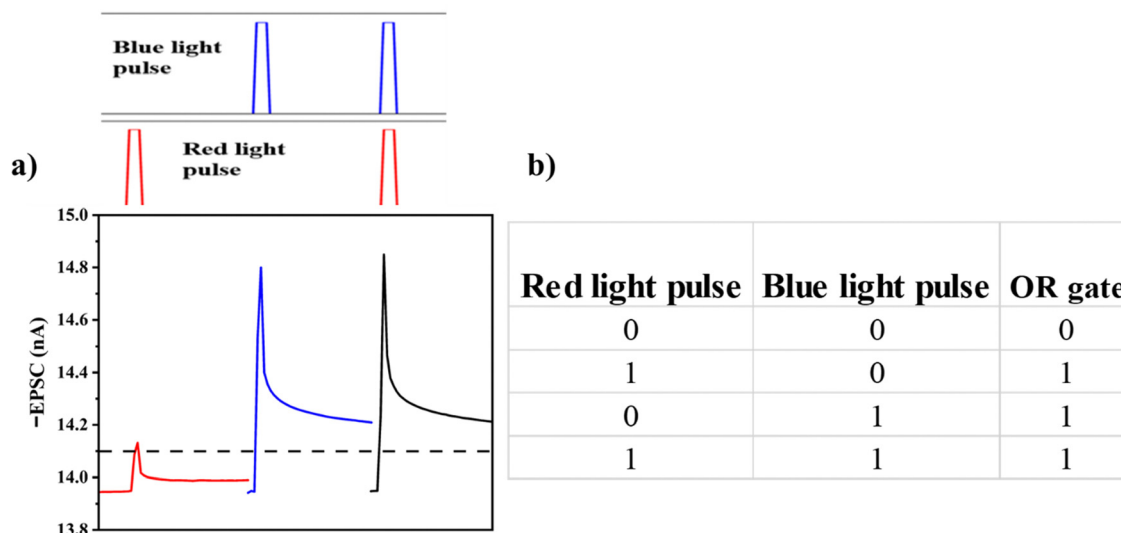 Blue light
pulse
Red light
pulse
a)
b)
15.0
14.8
14.6
14.4
14.2
14.0
13.8
−EPSC (nA)
Red light pulse Blue light pulse OR gate
0 0 0
1 0 1
0 1 1
1 1 1